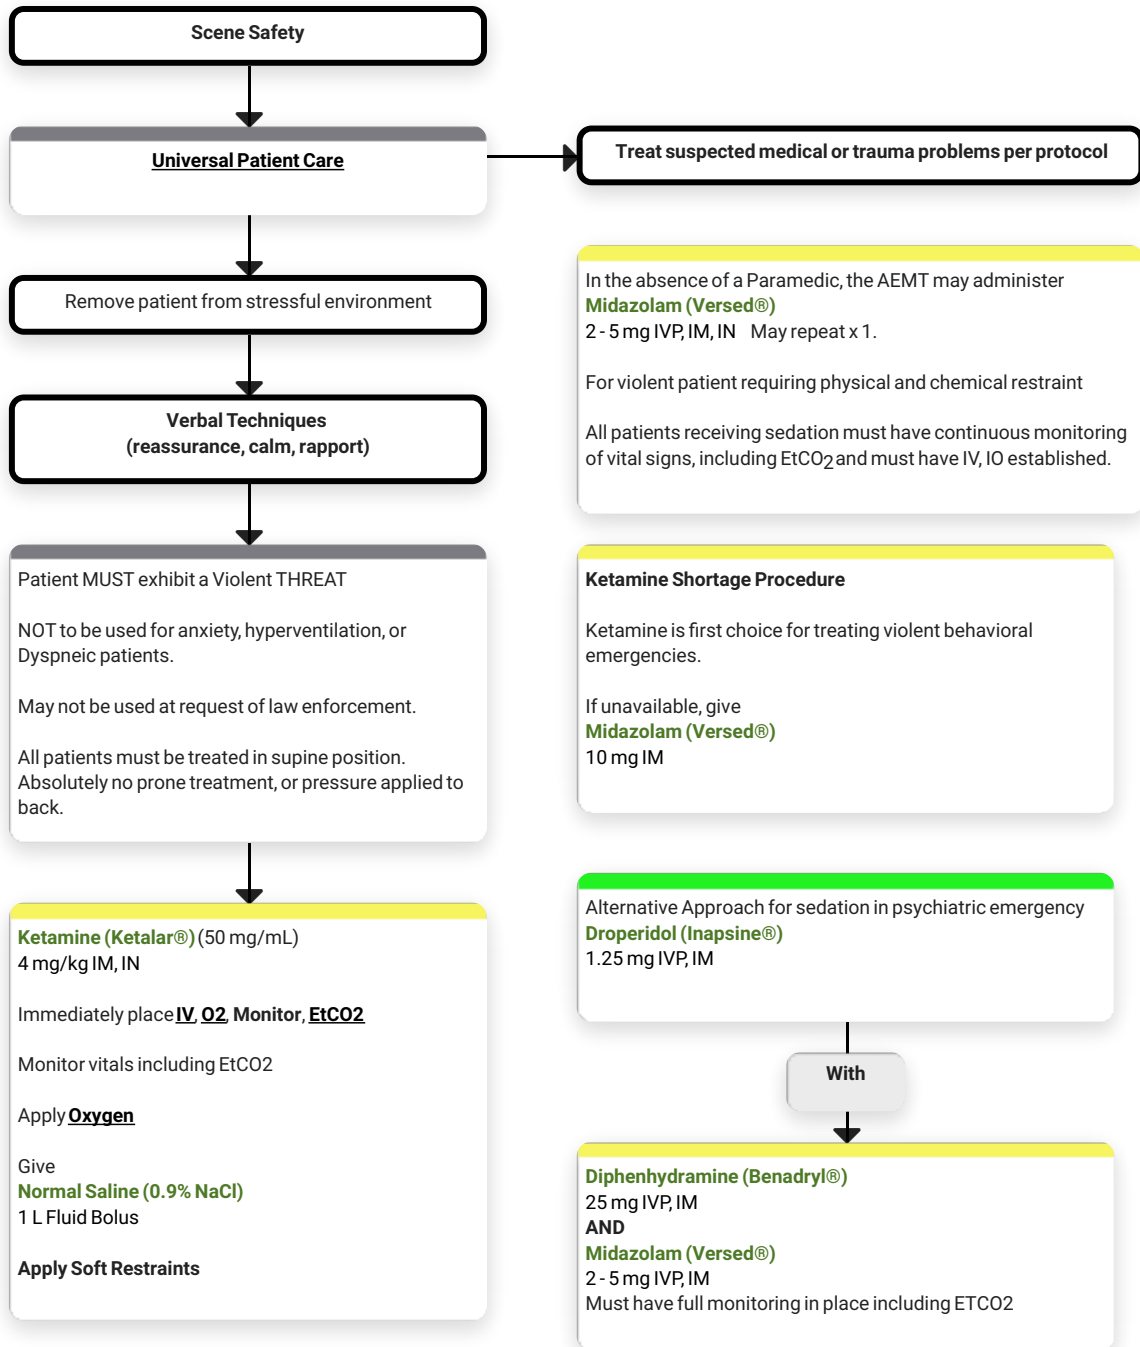 Scene Safety
Universal Patient Care
Treat suspected medical or trauma problems per protocol
Remove patient from stressful environment
Verbal Techniques
(reassurance, calm, rapport)
Patient MUST exhibit a Violent THREAT
NOT to be used for anxiety, hyperventilation, or
Dyspneic patients.
May not be used at request of law enforcement.
All patients must be treated in supine position.
Absolutely no prone treatment, or pressure applied to
back.
Ketamine (Ketalar®) (50 mg/mL)
4 mg/kg IM, IN
Immediately place IV, O2, Monitor, EtCO2
Monitor vitals including EtCO2
Apply Oxygen
Give
Normal Saline (0.9% NaCl)
1 L Fluid Bolus
Apply Soft Restraints
In the absence of a Paramedic, the AEMT may administer
Midazolam (Versed®)
2 - 5 mg IVP, IM, IN May repeat x 1.
For violent patient requiring physical and chemical restraint
All patients receiving sedation must have continuous monitoring
of vital signs, including EtCO2 and must have IV, IO established.
Ketamine Shortage Procedure
Ketamine is first choice for treating violent behavioral
emergencies.
If unavailable, give
Midazolam (Versed®)
10 mg IM
Alternative Approach for sedation in psychiatric emergency
Droperidol (Inapsine®)
1.25 mg IVP, IM
With
Diphenhydramine (Benadryl®)
25 mg IVP, IM
AND
Midazolam (Versed®)
2 - 5 mg IVP, IM
Must have full monitoring in place including ETCO2